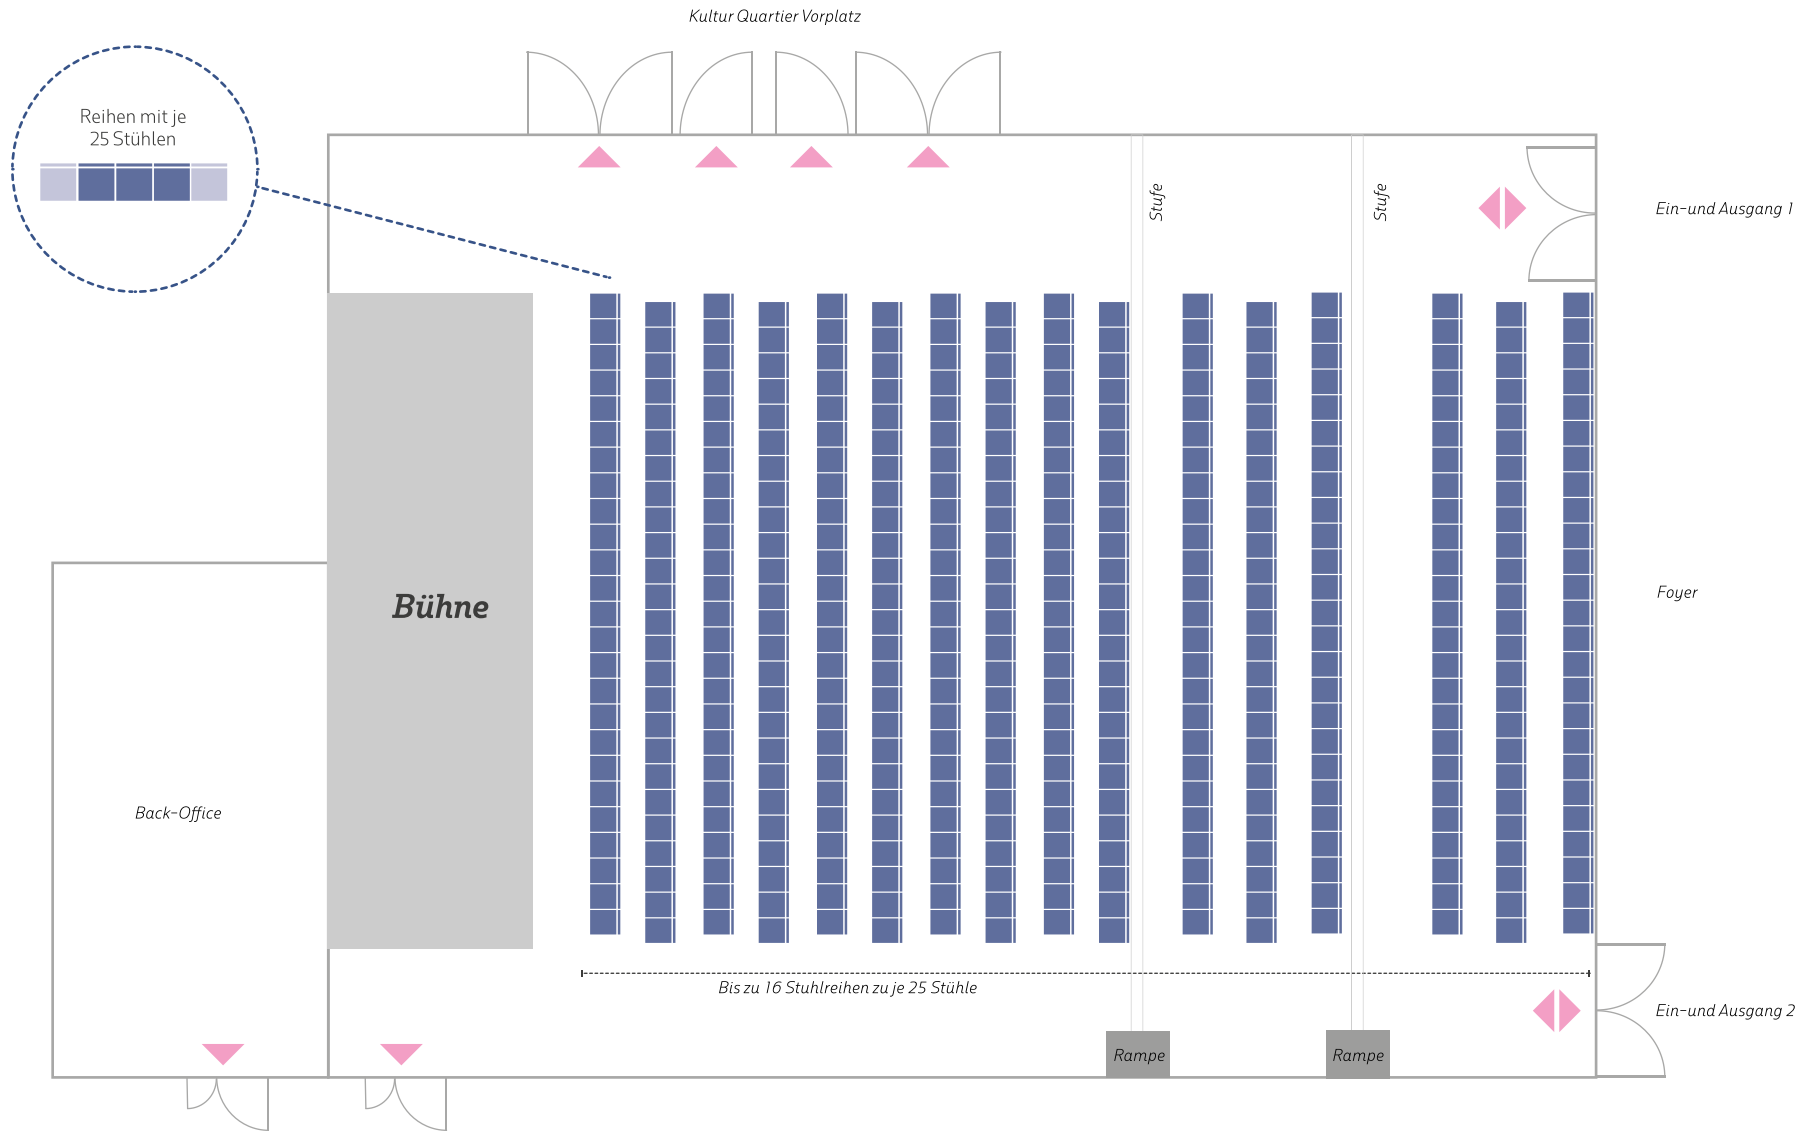 Kultur Quartier Vorplatz
Reihen mit je
25 Stühlen
Stufe
Stufe
Ein-und Ausgang 1
Bühne
Foyer
Back-Office
Bis zu 16 Stuhlreihen zu je 25 Stühle
Ein-und Ausgang 2
Rampe
Rampe